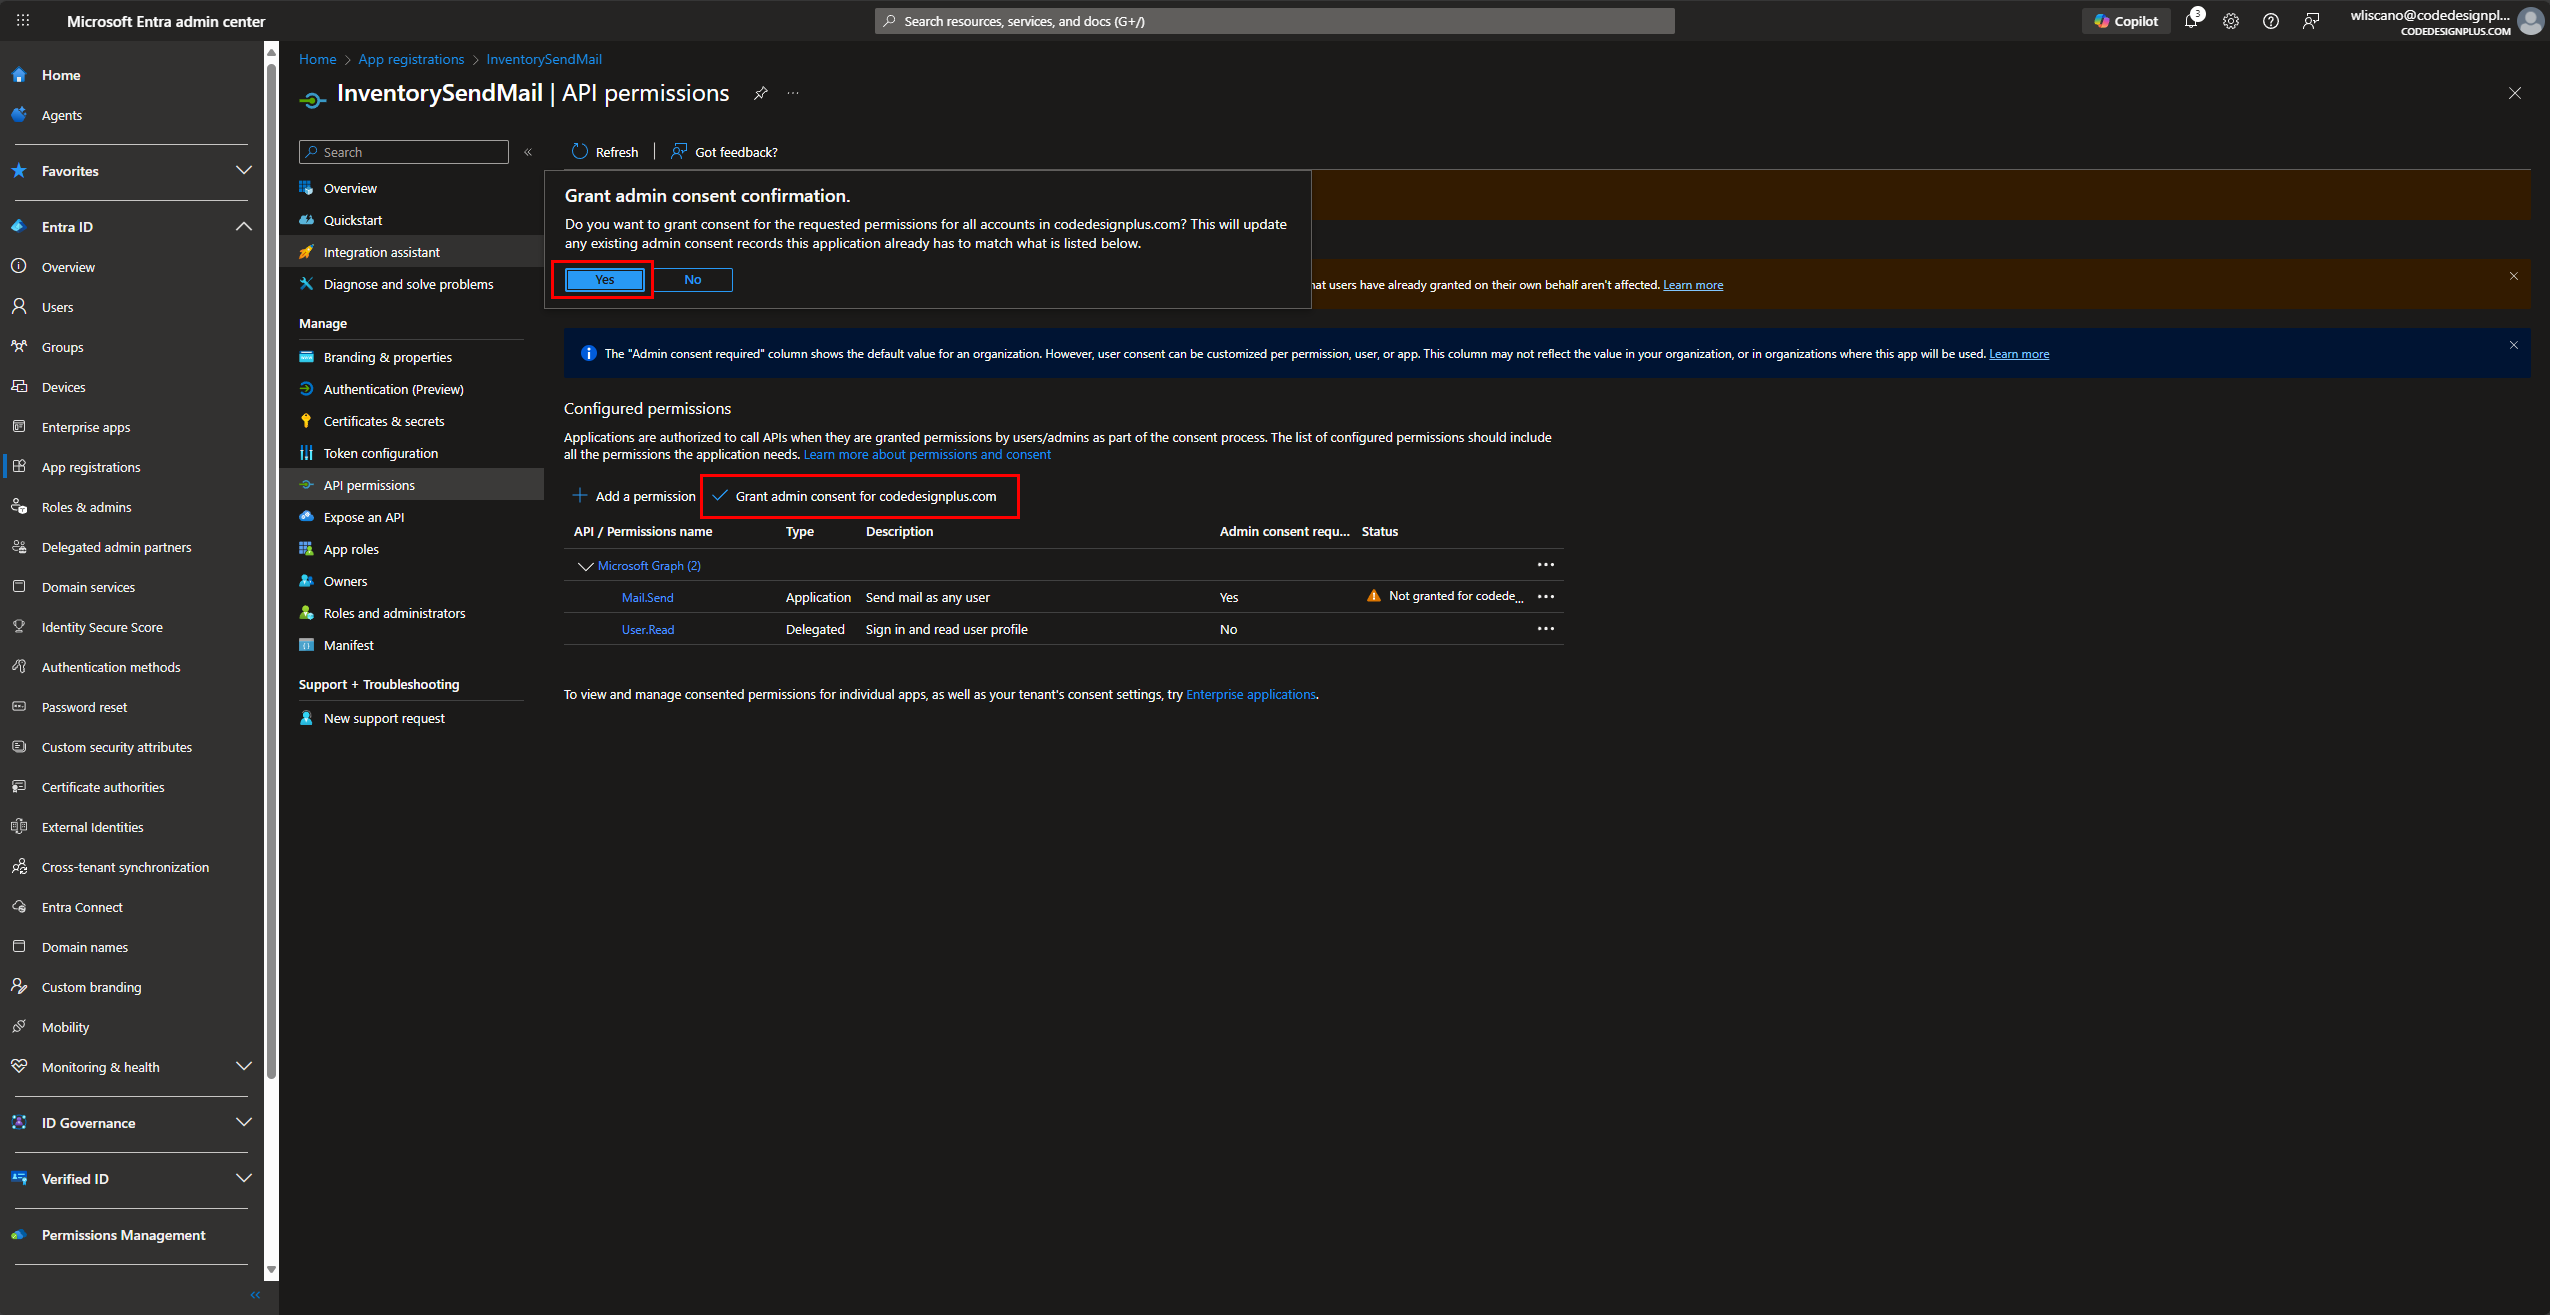 Microsoft Entra admin center
Search resources, services, and docs (G+/)
Copilot
3
wliscano@codedesignpl...
CODEDESIGNPLUS.COM
Home
Agents
Favorites
Entra ID
Overview
Users
Groups
Devices
Enterprise apps
App registrations
Roles & admins
Delegated admin partners
Domain services
Identity Secure Score
Authentication methods
Password reset
Custom security attributes
Certificate authorities
External Identities
Cross-tenant synchronization
Entra Connect
Domain names
Custom branding
Mobility
Monitoring & health
ID Governance
Verified ID
Permissions Management
Home > App registrations > InventorySendMail
InventorySendMail | API permissions
Search
Overview
Quickstart
Integration assistant
Diagnose and solve problems
Manage
Branding & properties
Authentication (Preview)
Certificates & secrets
Token configuration
API permissions
Expose an API
App roles
Owners
Roles and administrators
Manifest
Support + Troubleshooting
New support request
Refresh
Got feedback?
Grant admin consent confirmation.
Do you want to grant consent for the requested permissions for all accounts in codedesignplus.com? This will update
any existing admin consent records this application already has to match what is listed below.
Yes
No
at users have already granted on their own behalf aren't affected. Learn more
The "Admin consent required" column shows the default value for an organization. However, user consent can be customized per permission, user, or app. This column may not reflect the value in your organization, or in organizations where this app will be used. Learn more
Configured permissions
Applications are authorized to call APIs when they are granted permissions by users/admins as part of the consent process. The list of configured permissions should include
all the permissions the application needs. Learn more about permissions and consent
Add a permission
Grant admin consent for codedesignplus.com
API / Permissions name Type Description Admin consent requ... Status
Microsoft Graph (2)
Mail.Send Application Send mail as any user Yes Not granted for codede...
User.Read Delegated Sign in and read user profile No
To view and manage consented permissions for individual apps, as well as your tenant's consent settings, try Enterprise applications.